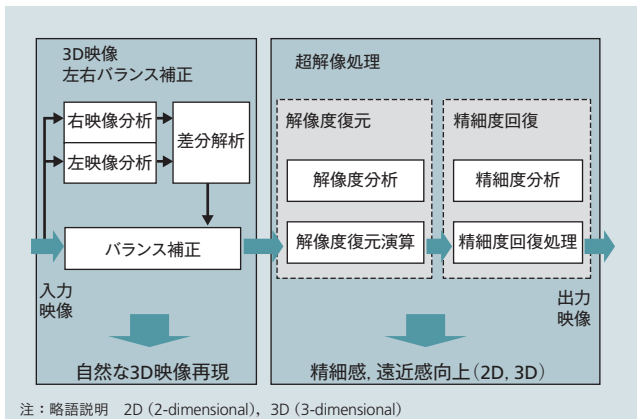 3D映像
左右バランス補正
右映像分析
左映像分析
差分解析
バランス補正
入力
映像
自然な3D映像再現
超解像処理
解像度復元
解像度分析
解像度復元演算
精細度回復
精細度分析
精細度回復処理
出力
映像
精細感, 遠近感向上(2D, 3D)
注：略語説明　2D（2-dimensional），3D（3-dimensional）